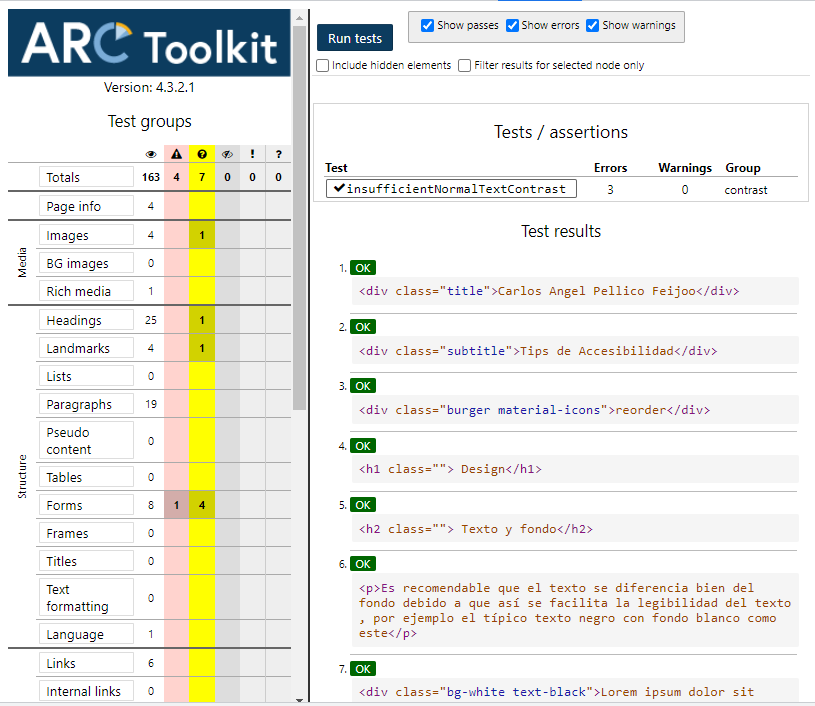 ARC Toolkit
Version: 4.3.2.1
Test groups
! ?
Totals 163 4 7 0 0 0
Page info 4
Media
Images 4 1
BG images 0
Rich media 1
Structure
Headings 25 1
Landmarks 4 1
Lists 0
Paragraphs 19
Pseudo
content 0
Tables 0
Forms 8 1 4
Frames 0
Titles 0
Text
formatting 0
Language 1
Links 6
Internal links 0
Run tests
Show passes Show errors Show warnings
Include hidden elements Filter results for selected node only
Tests / assertions
Test Errors Warnings Group
✔insufficientNormalTextContrast 3 0 contrast
Test results
1. OK
<div class="title">Carlos Angel Pellico Feijoo</div>
2. OK
<div class="subtitle">Tips de Accesibilidad</div>
3. OK
<div class="burger material-icons">reorder</div>
4. OK
<h1 class=""> Design</h1>
5. OK
<h2 class=""> Texto y fondo</h2>
6. OK
<p>Es recomendable que el texto se diferencia bien del
fondo debido a que así se facilita la legibilidad del texto
, por ejemplo el típico texto negro con fondo blanco como
este</p>
7. OK
<div class="bg-white text-black">Lorem ipsum dolor sit